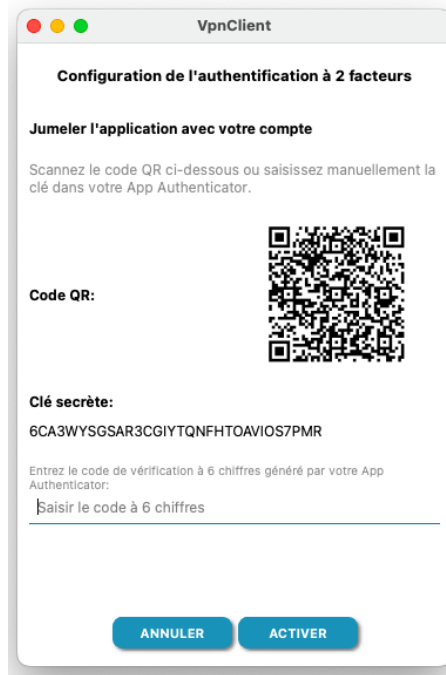 VpnClient
Configuration de l'authentification à 2 facteurs
Jumeler l'application avec votre compte
Scannez le code QR ci-dessous ou saisissez manuellement la
clé dans votre App Authenticator.
Code QR:
Clé secrète:
6CA3WYSGSAR3CGIYTQNFHTOAVIOS7PMR
Entrez le code de vérification à 6 chiffres généré par votre App
Authenticator:
Saisir le code à 6 chiffres
ANNULER
ACTIVER